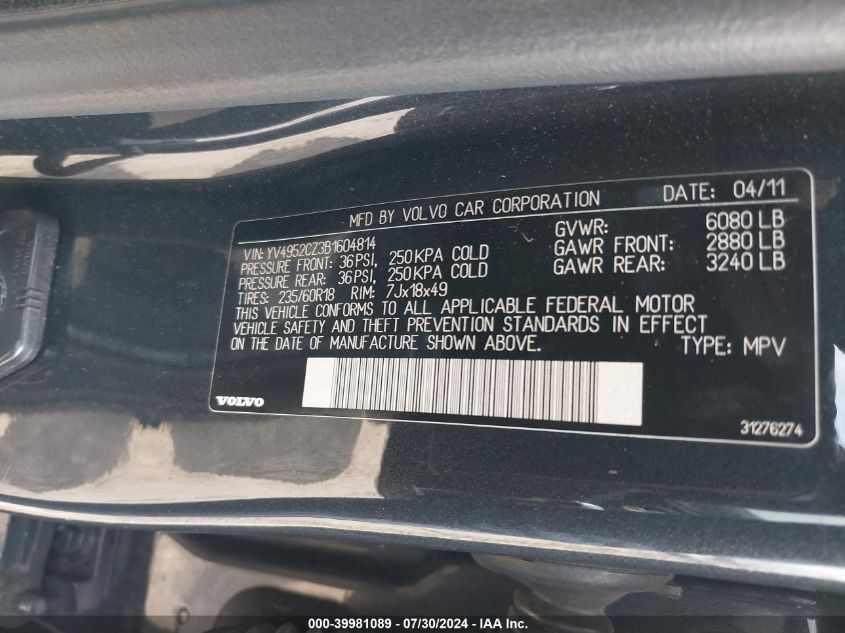 MFD BY VOLVO CAR CORPORATION DATE: 04/11
VIN: YV4952CZ3B1604814
PRESSURE FRONT: 36PSI, 250KPA COLD
PRESSURE REAR: 36PSI, 250KPA COLD
TIRES: 235/60R18 RIM: 7Jx18x49
GVWR: 6080 LB
GAWR FRONT: 2880 LB
GAWR REAR: 3240 LB
THIS VEHICLE CONFORMS TO ALL APPLICABLE FEDERAL MOTOR
VEHICLE SAFETY AND THEFT PREVENTION STANDARDS IN EFFECT
ON THE DATE OF MANUFACTURE SHOWN ABOVE. TYPE: MPV
VOLVO
31276274
000-39981089 / 07/30/2024 - IAA Inc.